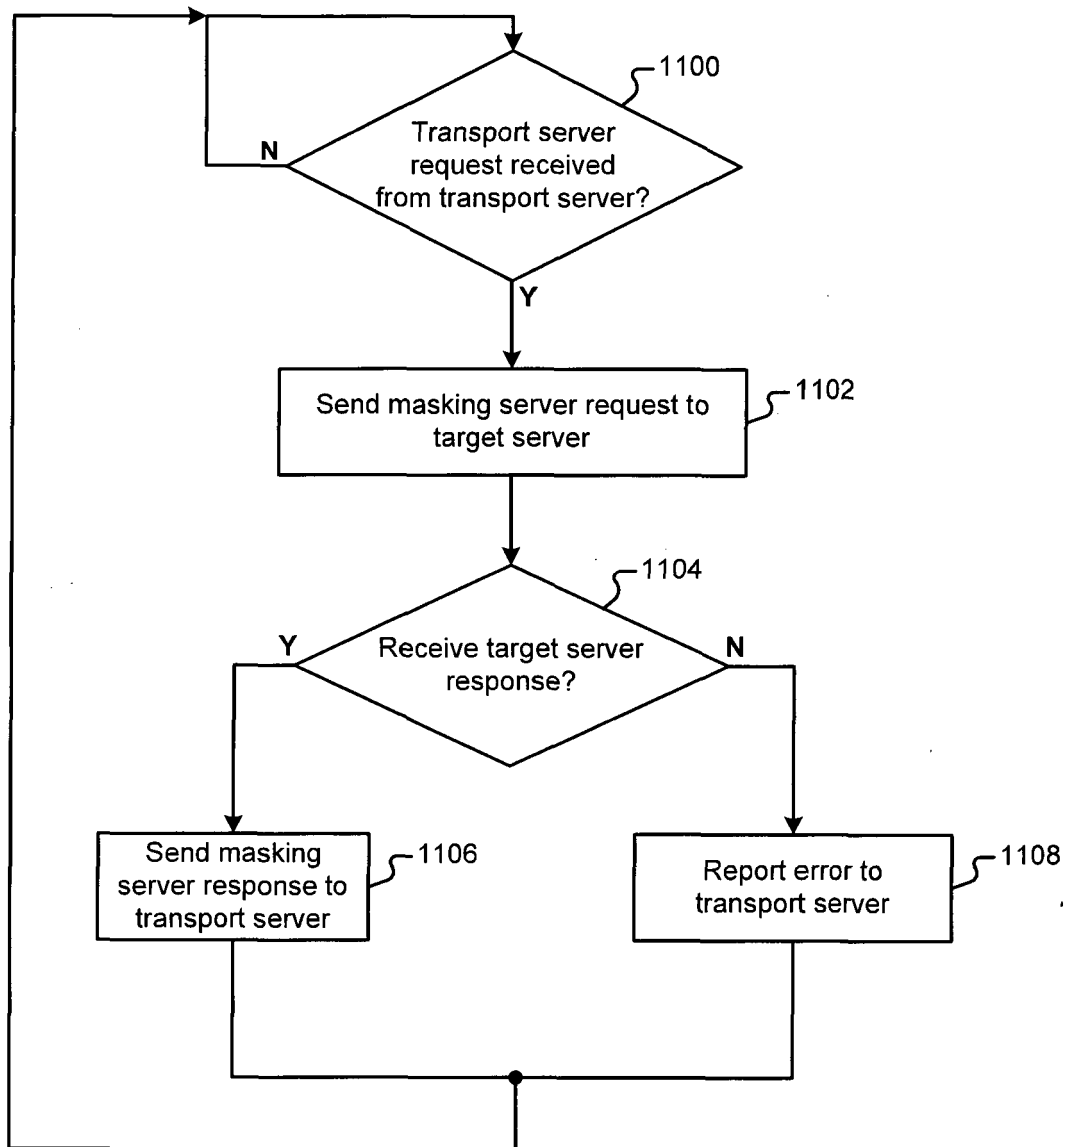 1100
Transport server
request received
from transport server?
N
Y
1102
Send masking server request to
target server
1104
Y
Receive target server
response?
N
Send masking
server response to
transport server
1106
Report error to
transport server
1108